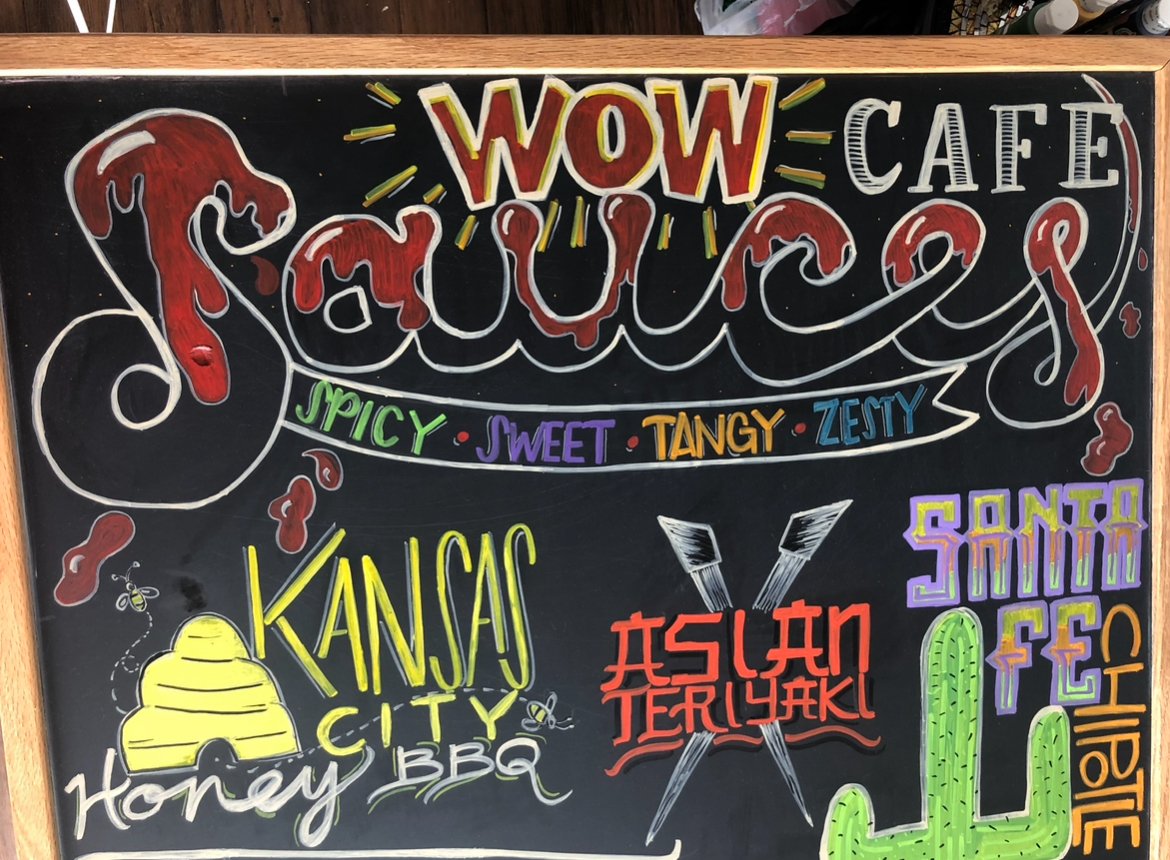 WOW CAFE
Sauces
SPICY • SWEET • TANGY • ZESTY
KANSAS
CITY
Honey BBQ
ASIAN
TERIYAKI
SANTA
FE
CHIPOTLE